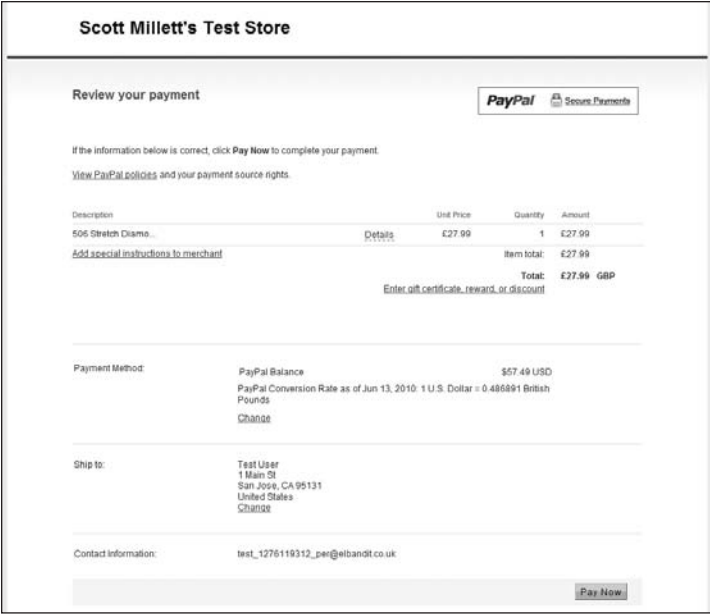 Scott Millett's Test Store
Review your payment
PayPal Secure Payments
If the information below is correct, click Pay Now to complete your payment.
View PayPal policies and your payment source rights.
Description Unit Price Quantity Amount
506 Stretch Diamo... Details £27.99 1 £27.99
Add special instructions to merchant Item total: £27.99
Total: £27.99 GBP
Enter gift certificate, reward, or discount
Payment Method: PayPal Balance $57.49 USD
PayPal Conversion Rate as of Jun 13, 2010: 1 U.S. Dollar = 0.486891 British
Pounds
Change
Ship to: Test User
1 Main St
San Jose, CA 95131
United States
Change
Contact Information: test_1276119312_per@elbandit.co.uk
Pay Now